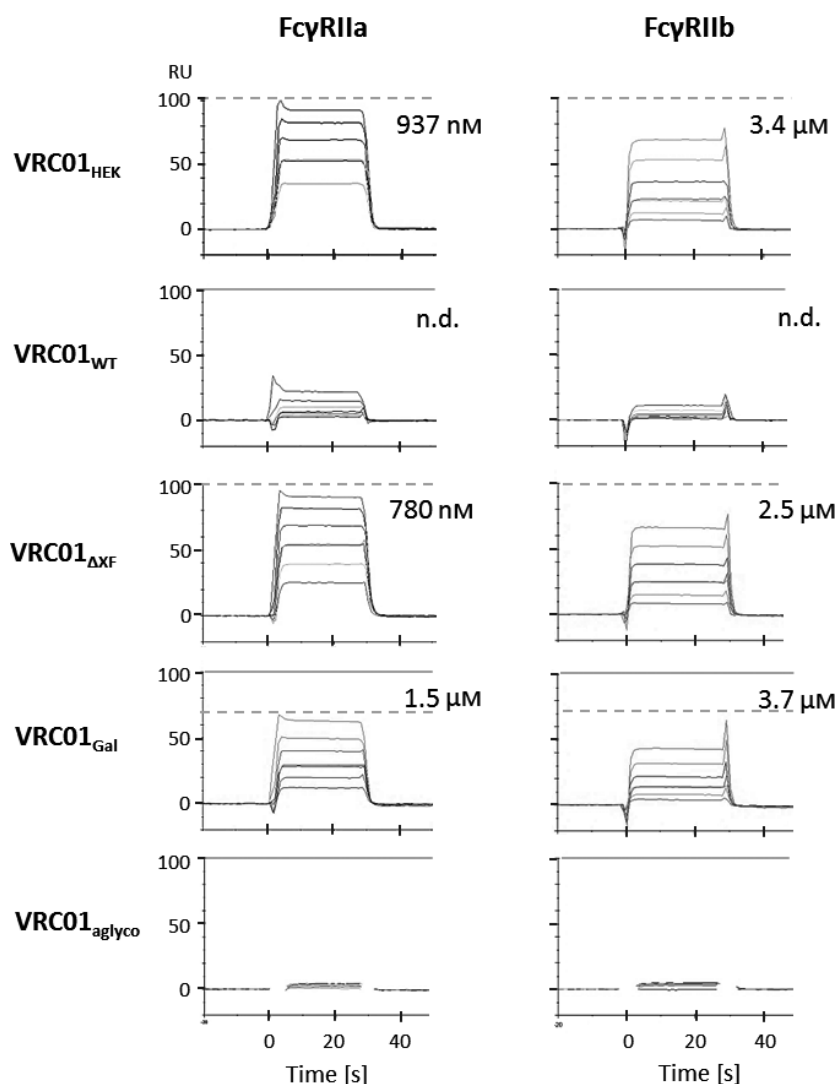 FcγRIIa FcγRIIb
RU
100
937 nM 3.4 µM
50
VRC01HEK
0
100
n.d. n.d.
VRC01WT
50
0
100
780 nM 2.5 µM
VRC01ΔXF
50
0
100
1.5 µM 3.7 µM
VRC01Gal
50
0
100
VRC01aglyco
50
0
0 20 40 0 20 40
Time [s] Time [s]